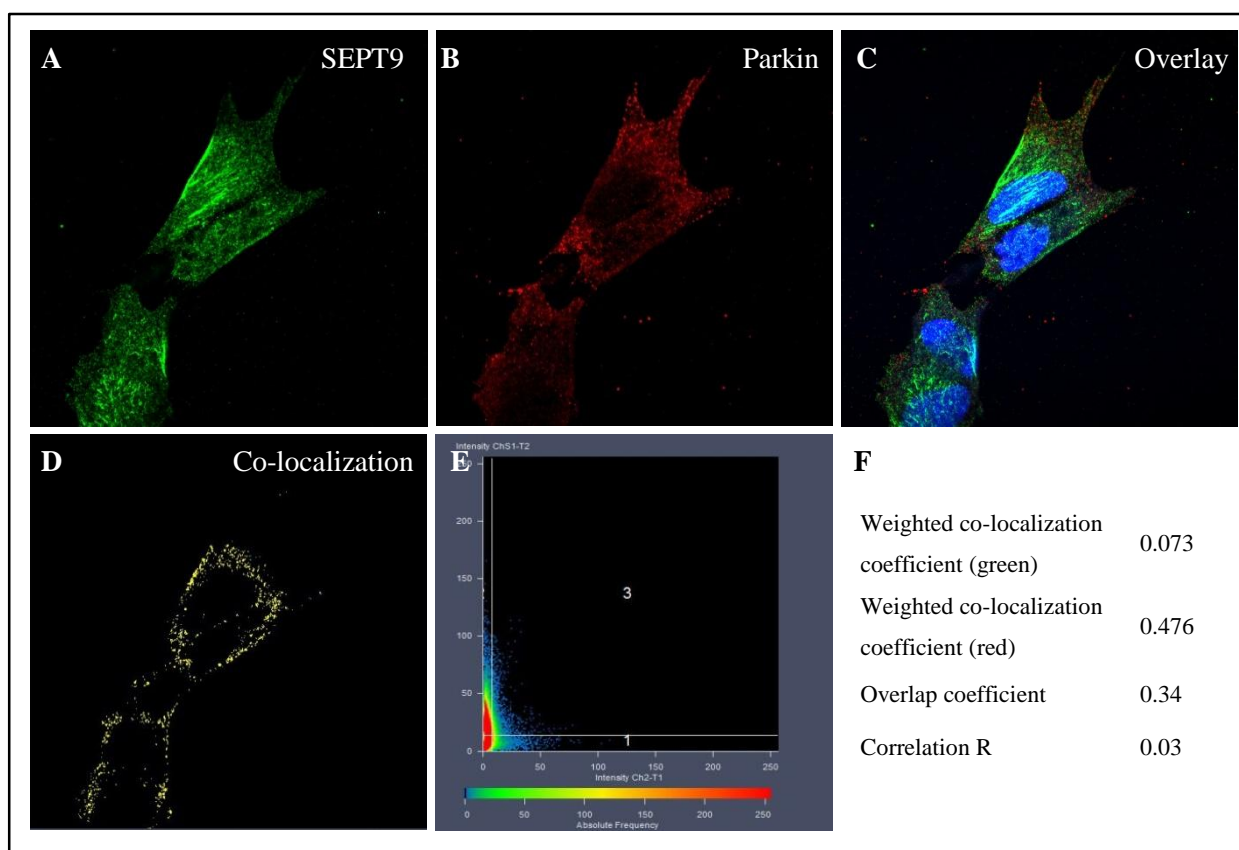 A SEPT9
B Parkin
C Overlay
D Co-localization
E
Intensity ChS1-T2
200
150
100
50
0
3
1
0 50 100 150 200 250
Intensity Ch2-T1
0 50 100 150 200 250
Absolute Frequency
F
Weighted co-localization
coefficient (green) 0.073
Weighted co-localization
coefficient (red) 0.476
Overlap coefficient 0.34
Correlation R 0.03